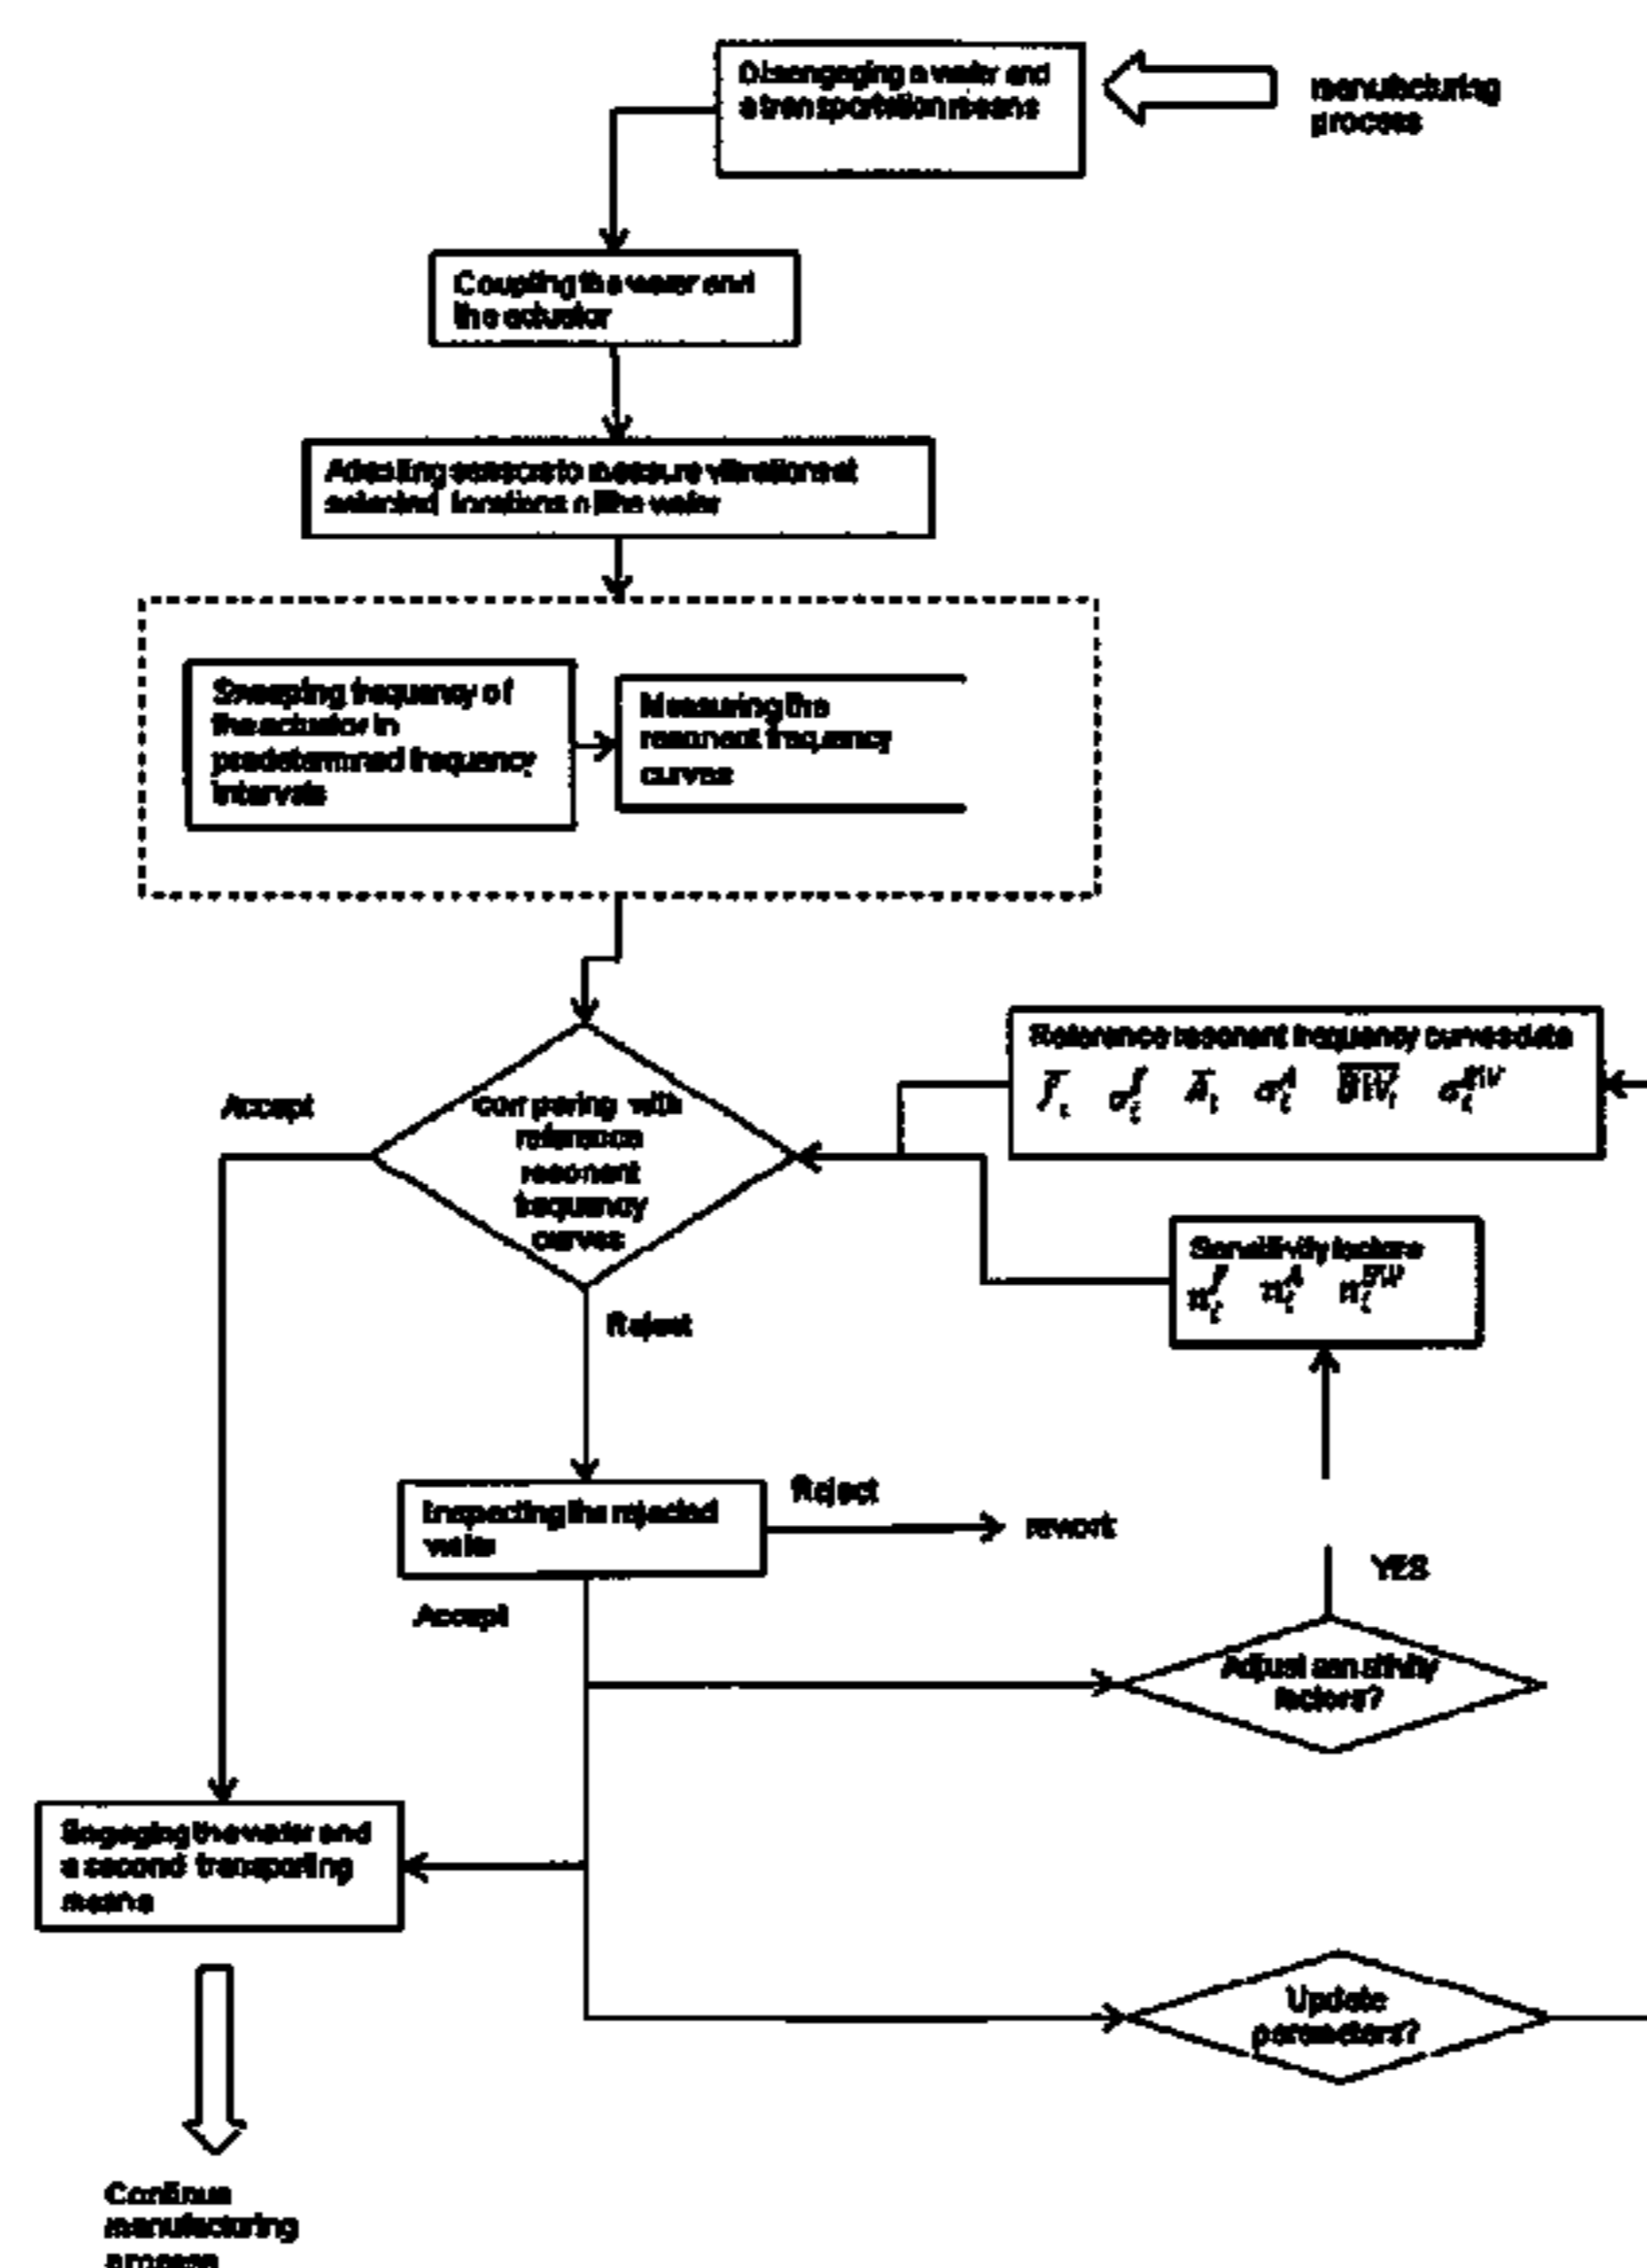 Disengaging a wafer and
a transportation means
manufacturing
process
Coupling the wafer and
the actuator
sensors to measure vibrations at
selected locations the wafer
Sweeping frequency of
the actuator in
predetermined frequency
intervals
Measuring the
resonant frequency
curves
Reference resonant frequency curves data
Accept
comparing with
reference
resonant
frequency
curves
Sensitivity factors
Reject
Inspecting the rejected
wafer
Reject
rework
Accept
YES
Adjust sensitivity
factors?
Engaging the wafer and
a second transporting
means
Update
parameters?
Continue
manufacturing
process